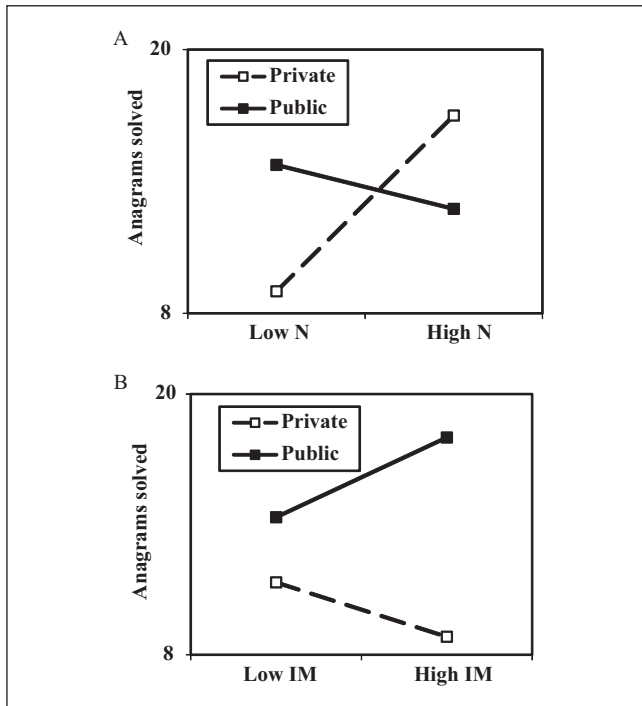 A
20
Private
Public
Anagrams solved
8
Low N High N
B
20
Private
Public
Anagrams solved
8
Low IM High IM